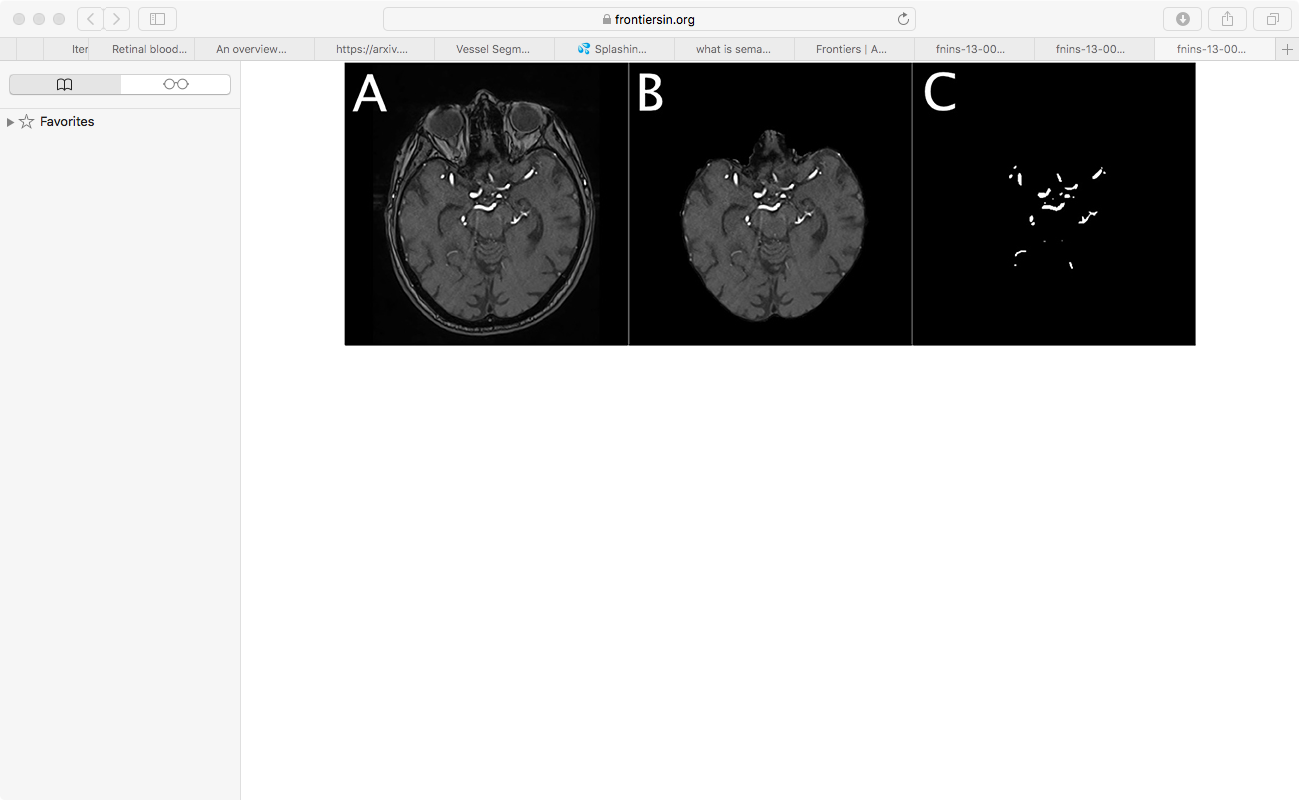 frontiersin.org
Iter
Retinal blood...
An overview...
https://arxiv....
Vessel Segm...
Splashin...
what is sema...
Frontiers | A...
fnins-13-00...
fnins-13-00...
fnins-13-00...
Favorites
A
B
C